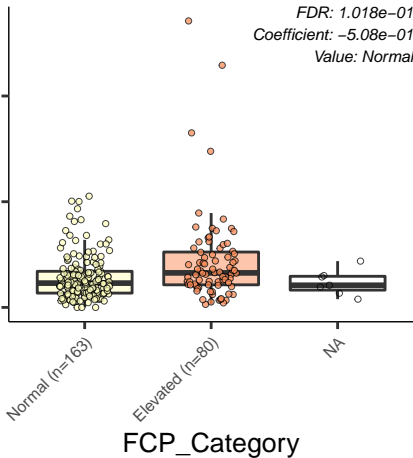 FDR: 1.018e−01
Coefficient: −5.08e−01
Value: Normal
Normal (n=163)
Elevated (n=80)
NA
FCP_Category